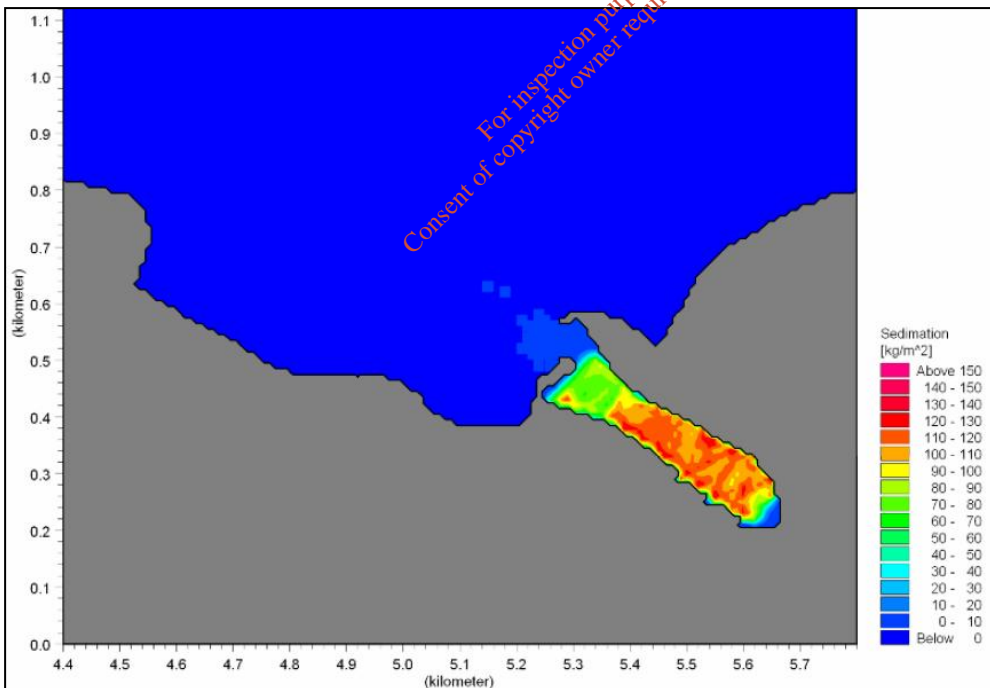 For inspection pur
Consent of copyright owner requi
1.1
1.0
0.9
0.8
0.7
0.6
0.5
0.4
0.3
0.2
0.1
0.0
(kilometer)
4.4 4.5 4.6 4.7 4.8 4.9 5.0 5.1 5.2 5.3 5.4 5.5 5.6 5.7
(kilometer)
Sedimation
[kg/m^2]
Above 150
140 - 150
130 - 140
120 - 130
110 - 120
100 - 110
90 - 100
80 - 90
70 - 80
60 - 70
50 - 60
40 - 50
30 - 40
20 - 30
10 - 20
0 - 10
Below 0